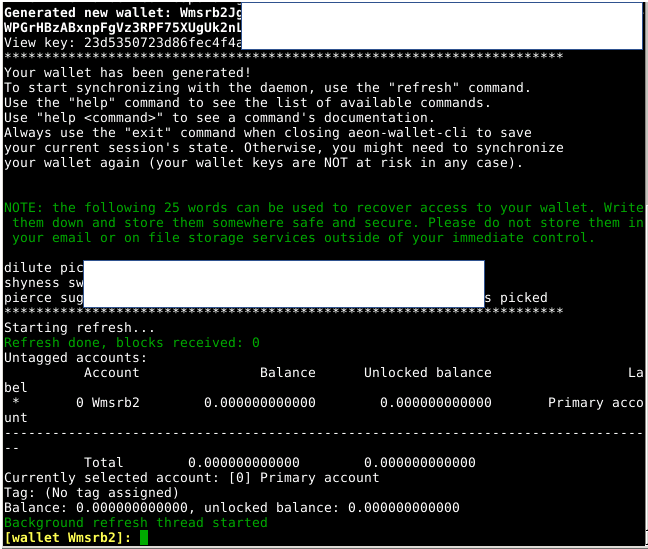 Generated new wallet: Wmsrb2Jg
WPGrHBzABxnpFgVz3RPF75XUgUk2nL
View key: 23d5350723d86fec4f4a
**********************************************************************
Your wallet has been generated!
To start synchronizing with the daemon, use the "refresh" command.
Use the "help" command to see the list of available commands.
Use "help <command>" to see a command's documentation.
Always use the "exit" command when closing aeon-wallet-cli to save
your current session's state. Otherwise, you might need to synchronize
your wallet again (your wallet keys are NOT at risk in any case).
NOTE: the following 25 words can be used to recover access to your wallet. Write
them down and store them somewhere safe and secure. Please do not store them in
your email or on file storage services outside of your immediate control.
dilute pic
shyness sw
pierce sug s picked
**********************************************************************
Starting refresh...
Refresh done, blocks received: 0
Untagged accounts:
Account Balance Unlocked balance La
bel
* 0 Wmsrb2 0.000000000000 0.000000000000 Primary acco
unt
--------------------------------------------------------------------------------
--
Total 0.000000000000 0.000000000000
Currently selected account: [0] Primary account
Tag: (No tag assigned)
Balance: 0.000000000000, unlocked balance: 0.000000000000
Background refresh thread started
[wallet Wmsrb2]: